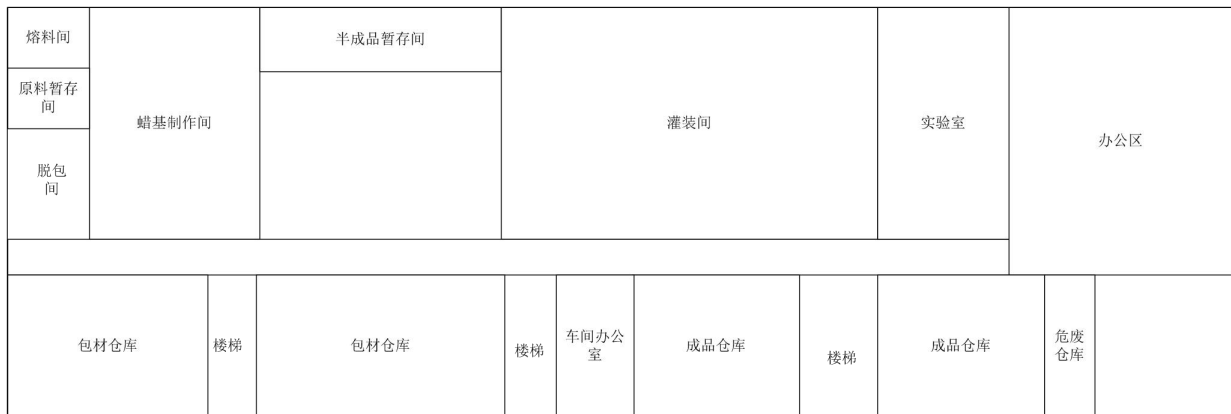 熔料间
原料暂存
间
脱包
间
蜡基制作间
半成品暂存间
灌装间
实验室
办公区
包材仓库
楼梯
包材仓库
楼梯
车间办公
室
成品仓库
楼梯
成品仓库
危废
仓库